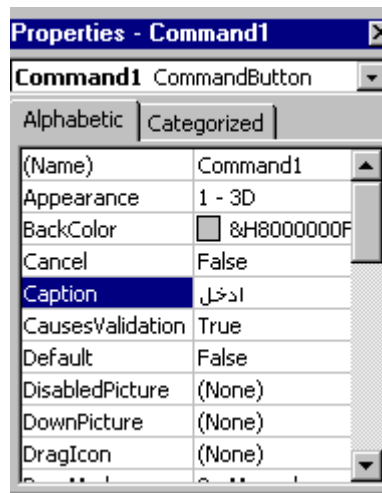 Properties - Command1
Command1 CommandButton
Alphabetic Categorized
(Name) Command1
Appearance 1 - 3D
BackColor &H8000000F
Cancel False
Caption ادخل
CausesValidation True
Default False
DisabledPicture (None)
DownPicture (None)
DragIcon (None)